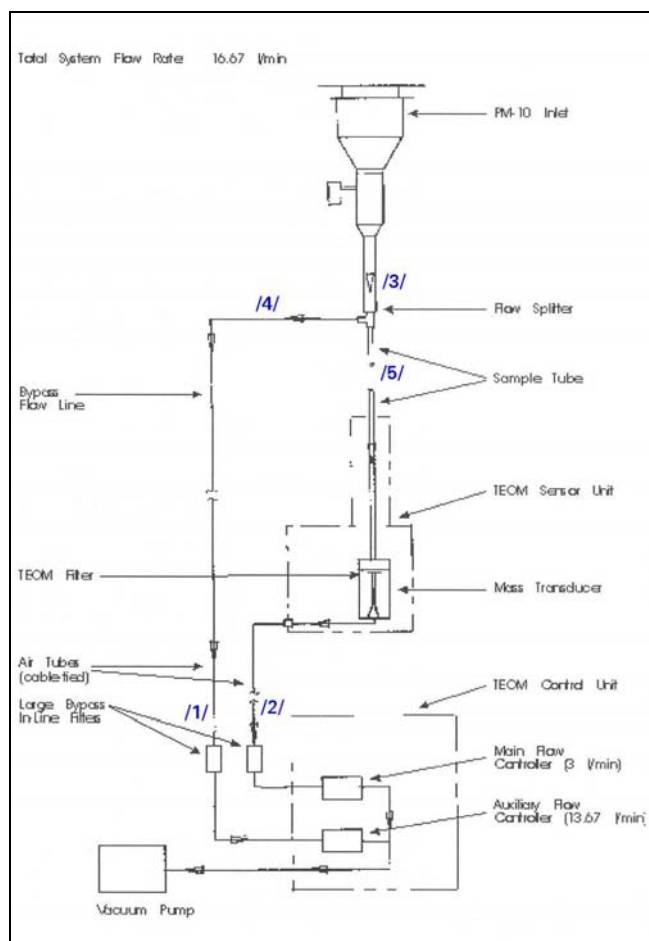 Total System Flow Rate 16.67 l/min
PM-10 Inlet
/3/
/4/
Flow Splitter
/5/
Sample Tube
Bypass
Flow Line
TEOM Sensor Unit
TEOM Filter
Mass Transducer
Air Tubes
(cable-tied)
TEOM Control Unit
/1/
/2/
Large Bypass
In-Line Filters
Main Flow
Controller (3 l/min)
Auxiliary Flow
Controller (13.67 l/min)
Vacuum Pump